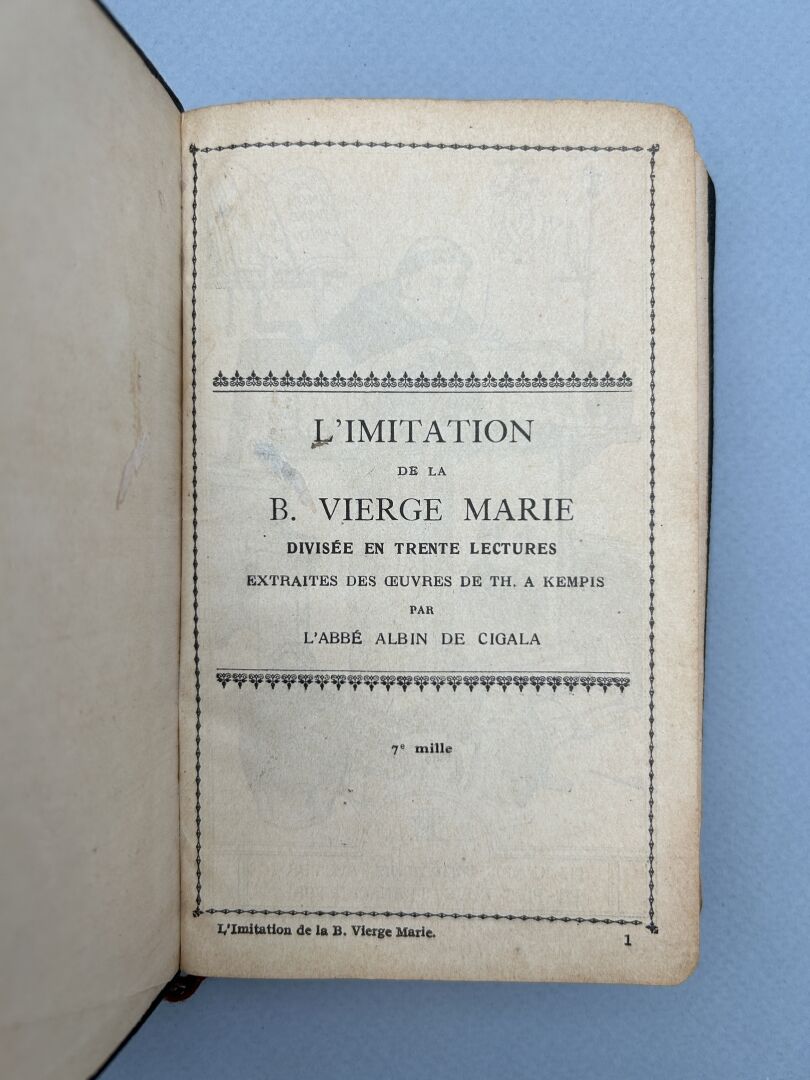 L'IMITATION
DE LA
B. VIERGE MARIE
DIVISÉE EN TRENTE LECTURES
EXTRAITES DES ŒUVRES DE TH. A KEMPIS
PAR
L'ABBÉ ALBIN DE CIGALA
7e mille
L'Imitation de la B. Vierge Marie.
1